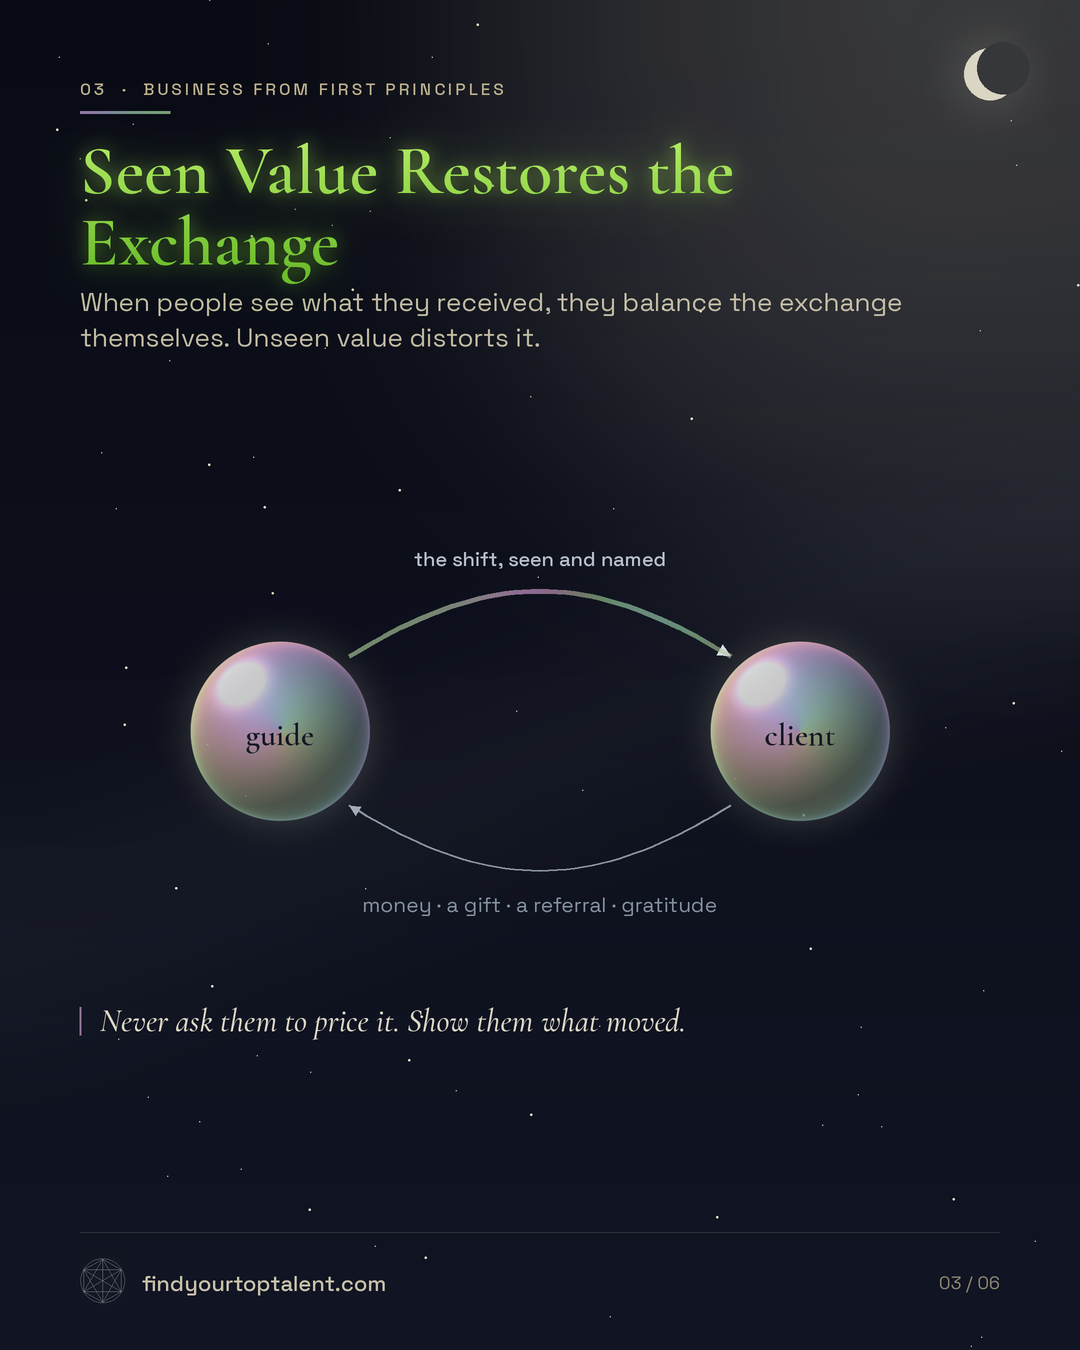 03 · BUSINESS FROM FIRST PRINCIPLES
Seen Value Restores the
Exchange
When people see what they received, they balance the exchange
themselves. Unseen value distorts it.
the shift, seen and named
guide
client
money · a gift · a referral · gratitude
Never ask them to price it. Show them what moved.
findyourtoptalent.com
03 / 06